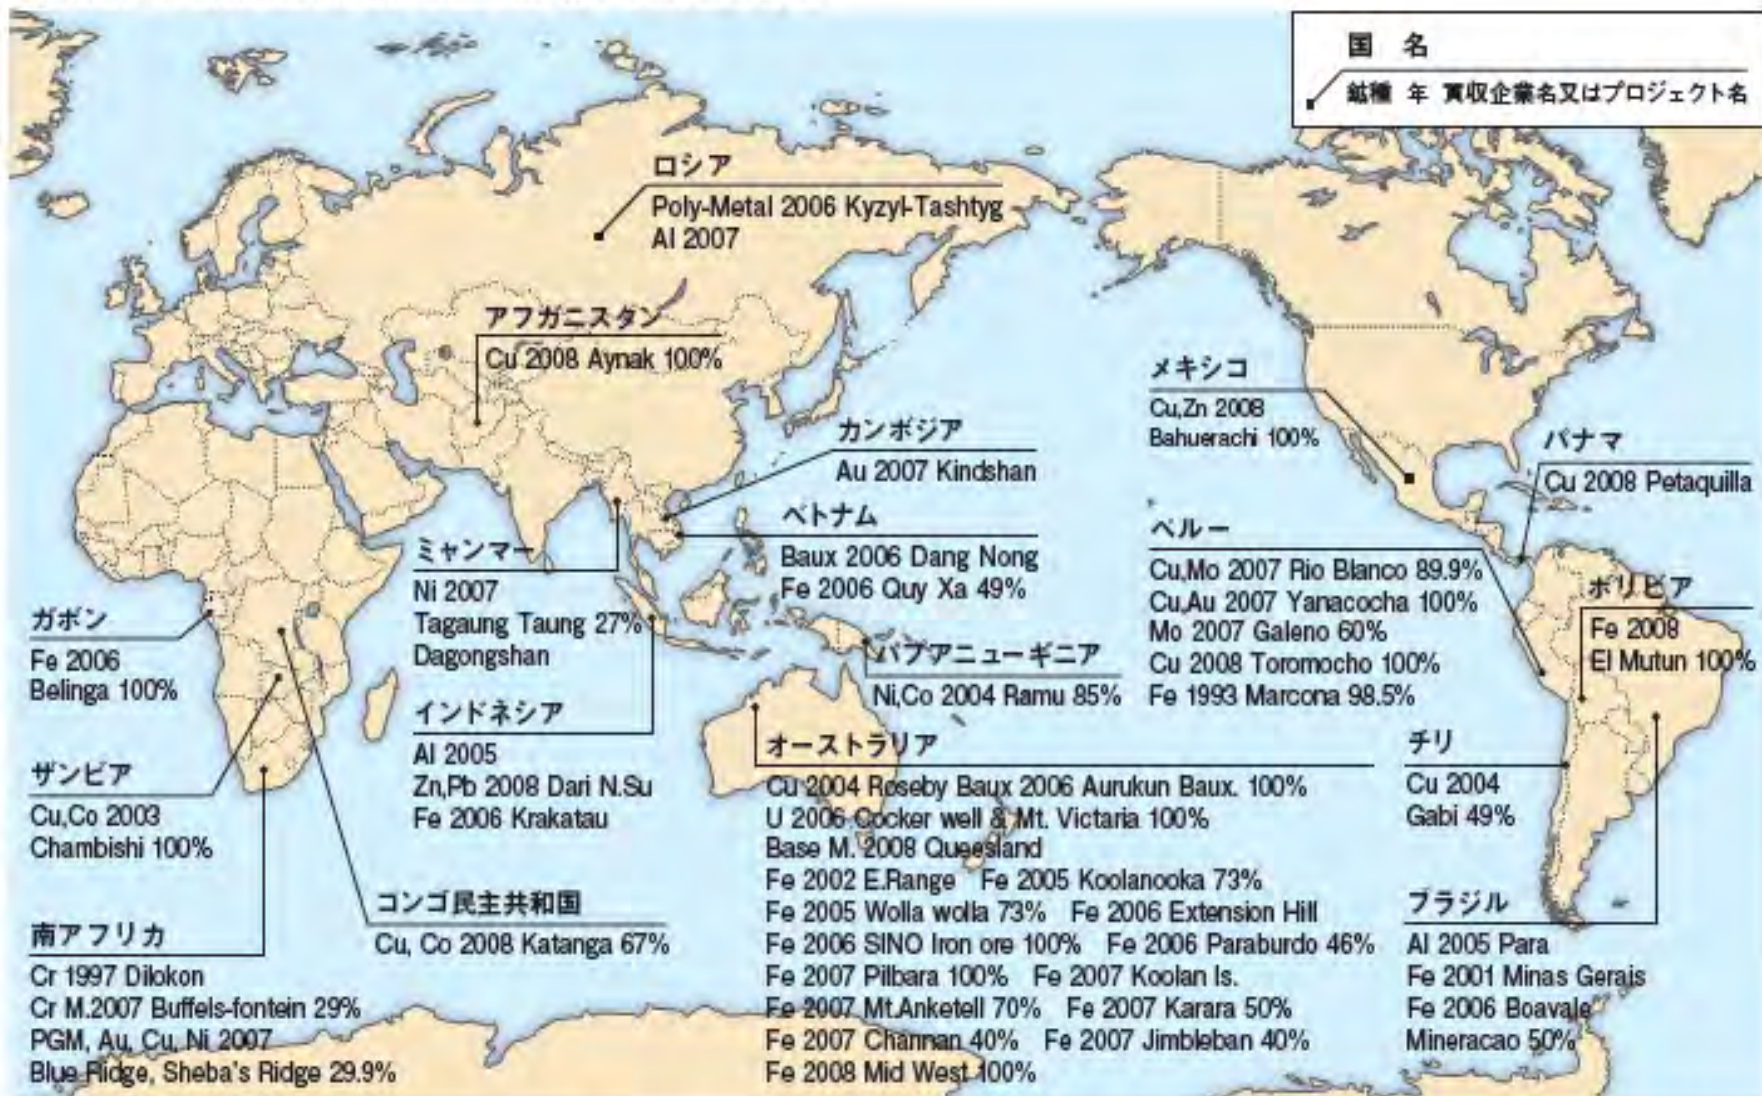 国 名
鉱種 年 買収企業名又はプロジェクト名
ロシア
Poly-Metal 2006 Kyzyl-Tashtyg
Al 2007
アフガニスタン
Cu 2008 Aynak 100%
カンボジア
Au 2007 Kindshan
ベトナム
Baux 2006 Dang Nong
Fe 2006 Quy Xa 49%
ミャンマー
Ni 2007
Tagaung Taung 27%
Dagongshan
インドネシア
Al 2005
Zn,Pb 2008 Dari N.Su
Fe 2006 Krakatau
パプアニューギニア
Ni,Co 2004 Ramu 85%
オーストラリア
Cu 2004 Roseby Baux 2006 Aurukun Baux. 100%
U 2006 Cocker well & Mt. Victaria 100%
Base M. 2008 Queesland
Fe 2002 E.Range Fe 2005 Koolanooka 73%
Fe 2005 Wolla wolla 73% Fe 2006 Extension Hill
Fe 2006 SINO Iron ore 100% Fe 2006 Paraburdo 46%
Fe 2007 Pilbara 100% Fe 2007 Koolan Is.
Fe 2007 Mt.Anketell 70% Fe 2007 Karara 50%
Fe 2007 Channan 40% Fe 2007 Jimbleban 40%
Fe 2008 Mid West 100%
ガボン
Fe 2006
Belinga 100%
ザンビア
Cu,Co 2003
Chambishi 100%
コンゴ民主共和国
Cu, Co 2008 Katanga 67%
南アフリカ
Cr 1997 Dilokon
Cr M.2007 Buffels-fontein 29%
PGM, Au, Cu, Ni 2007
Blue Ridge, Sheba's Ridge 29.9%
メキシコ
Cu,Zn 2008
Bahuerachi 100%
パナマ
Cu 2008 Petaquilla
ペルー
Cu,Mo 2007 Rio Blanco 89.9%
Cu,Au 2007 Yanacocha 100%
Mo 2007 Galeno 60%
Cu 2008 Toromocho 100%
Fe 1993 Marcona 98.5%
ボリビア
Fe 2008
El Mutun 100%
チリ
Cu 2004
Gabi 49%
ブラジル
Al 2005 Para
Fe 2001 Minas Gerais
Fe 2006 Boavale
Mineracao 50%